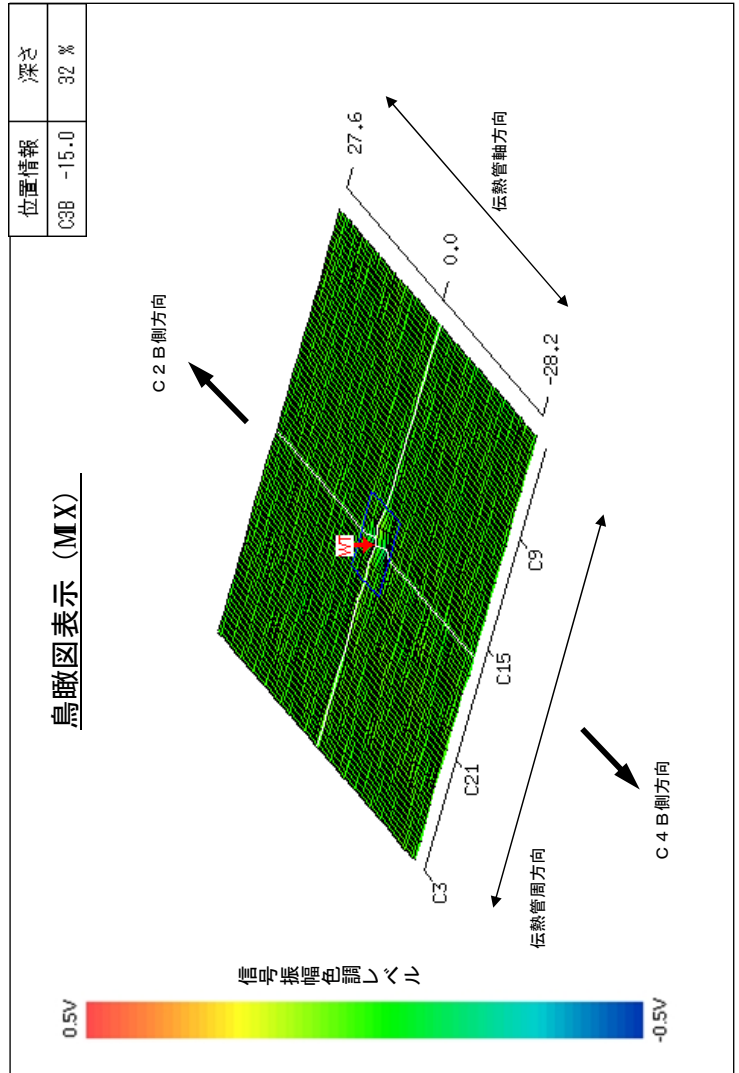 鳥瞰図表示 (MIX)
位置情報 深さ
C3B -15.0 32 %
C2B側方向
WT
27.6
0.0
-28.2
伝熱管軸方向
C3
C21
C15
C9
伝熱管周方向
C4B側方向
信号振幅色調レベル
0.5V
-0.5V